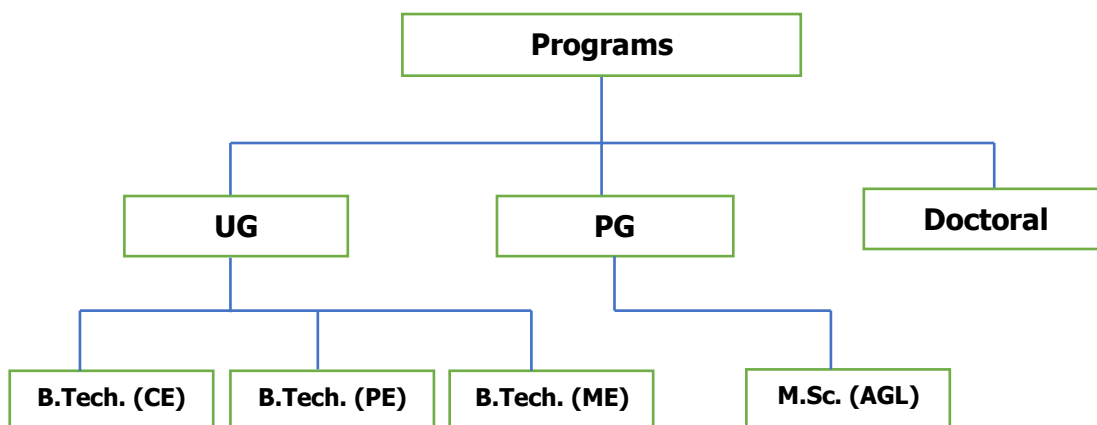 Programs
UG
PG
Doctoral
B.Tech. (CE)
B.Tech. (PE)
B.Tech. (ME)
M.Sc. (AGL)